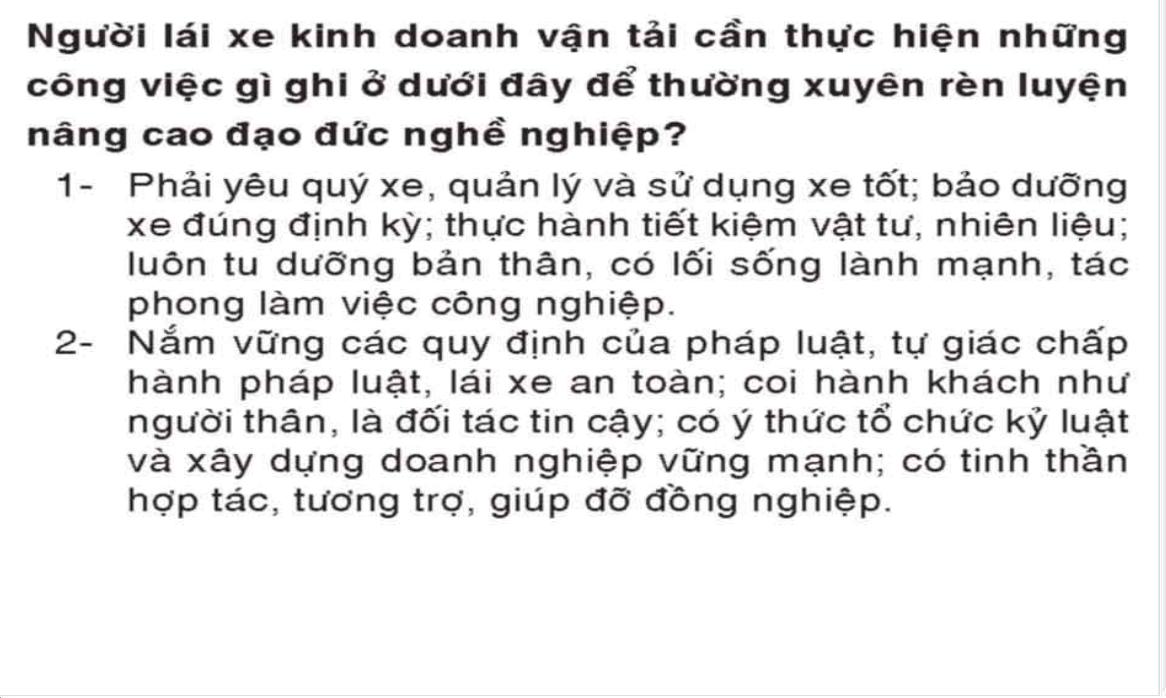 Người lái xe kinh doanh vận tải cần thực hiện những
công việc gì ghi ở dưới đây để thường xuyên rèn luyện
nâng cao đạo đức nghề nghiệp?
1- Phải yêu quý xe, quản lý và sử dụng xe tốt; bảo dưỡng
xe đúng định kỳ; thực hành tiết kiệm vật tư, nhiên liệu;
luôn tu dưỡng bản thân, có lối sống lành mạnh, tác
phong làm việc công nghiệp.
2- Nắm vững các quy định của pháp luật, tự giác chấp
hành pháp luật, lái xe an toàn; coi hành khách như
người thân, là đối tác tin cậy; có ý thức tổ chức kỷ luật
và xây dựng doanh nghiệp vững mạnh; có tinh thần
hợp tác, tương trợ, giúp đỡ đồng nghiệp.